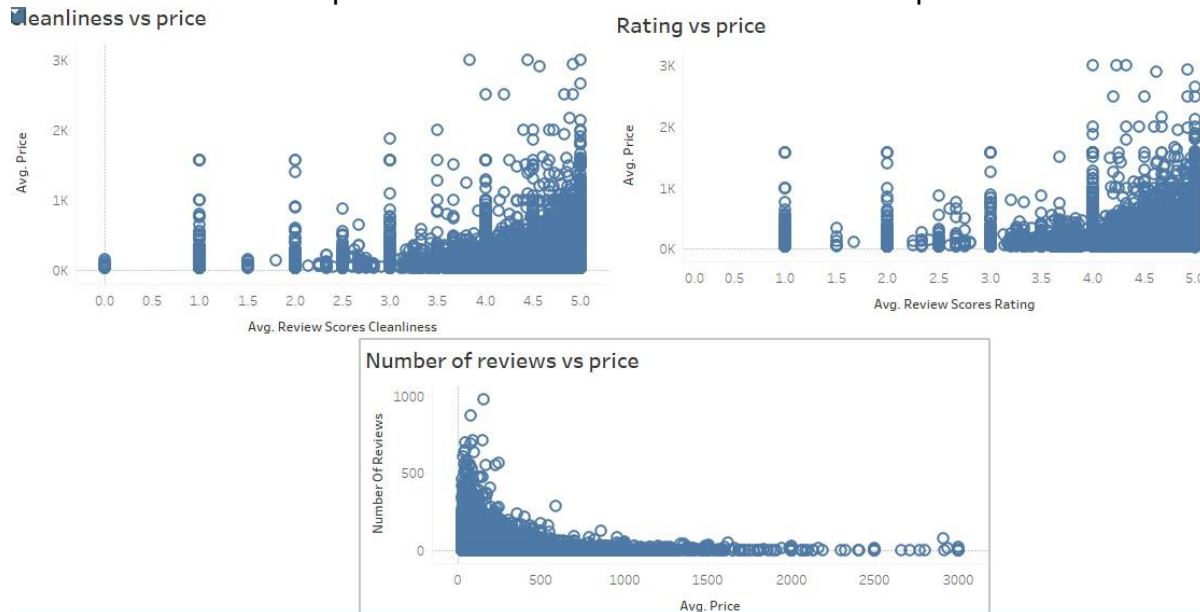 Cleanliness vs price
3K
2K
1K
0K
Avg. Price
0.0 0.5 1.0 1.5 2.0 2.5 3.0 3.5 4.0 4.5 5.0
Avg. Review Scores Cleanliness
Rating vs price
3K
2K
1K
0K
Avg. Price
0.0 0.5 1.0 1.5 2.0 2.5 3.0 3.5 4.0 4.5 5.0
Avg. Review Scores Rating
Number of reviews vs price
1000
500
0
Number Of Reviews
0 500 1000 1500 2000 2500 3000
Avg. Price